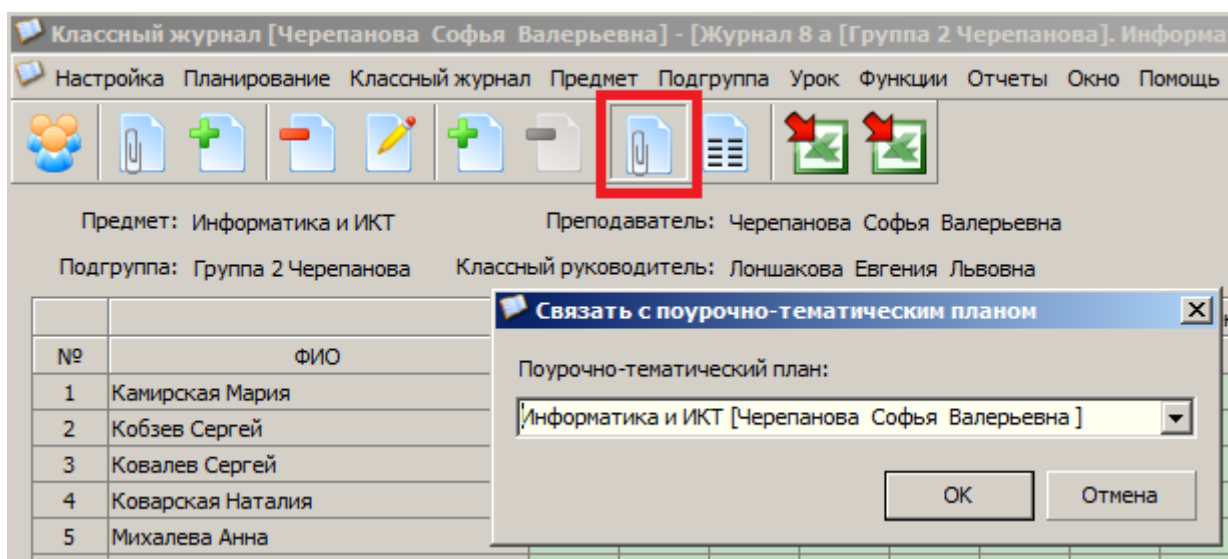 Классный журнал [Черепанова Софья Валерьевна] - [Журнал 8 а [Группа 2 Черепанова]. Информа
Настройка Планирование Классный журнал Предмет Подгруппа Урок Функции Отчеты Окно Помощь
Предмет: Информатика и ИКТ Преподаватель: Черепанова Софья Валерьевна
Подгруппа: Группа 2 Черепанова Классный руководитель: Лоншакова Евгения Львовна
Связать с поурочно-тематическим планом
№ ФИО
Поурочно-тематический план:
1 Камирская Мария
Информатика и ИКТ [Черепанова Софья Валерьевна ]
2 Кобзев Сергей
3 Ковалев Сергей
4 Коварская Наталия
ОК Отмена
5 Михалева Анна